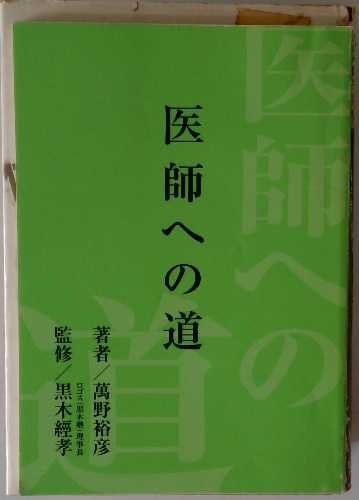 医師への道
医師への
道
著者／萬野裕彦
ロゴス（黒木塾）理事長
監修／黒木經孝